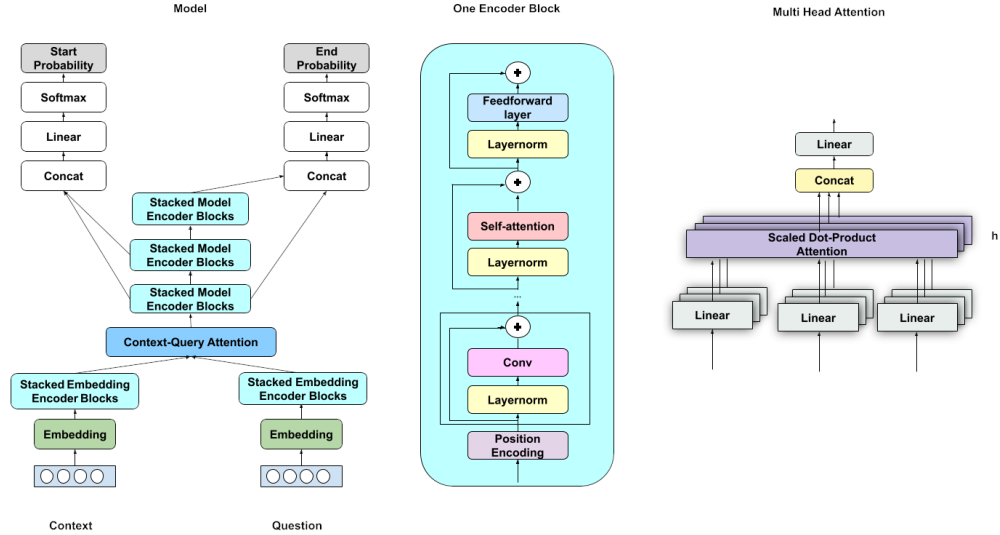 Model
Start
Probability
End
Probability
Softmax
Softmax
Linear
Linear
Concat
Concat
Stacked Model
Encoder Blocks
Stacked Model
Encoder Blocks
Stacked Model
Encoder Blocks
Context-Query Attention
Stacked Embedding
Encoder Blocks
Stacked Embedding
Encoder Blocks
Embedding
Embedding
Context
Question
One Encoder Block
+
Feedforward
layer
Layernorm
+
Self-attention
Layernorm
...
+
Conv
Layernorm
Position
Encoding
Multi Head Attention
Linear
Concat
Scaled Dot-Product
Attention
h
Linear
Linear
Linear